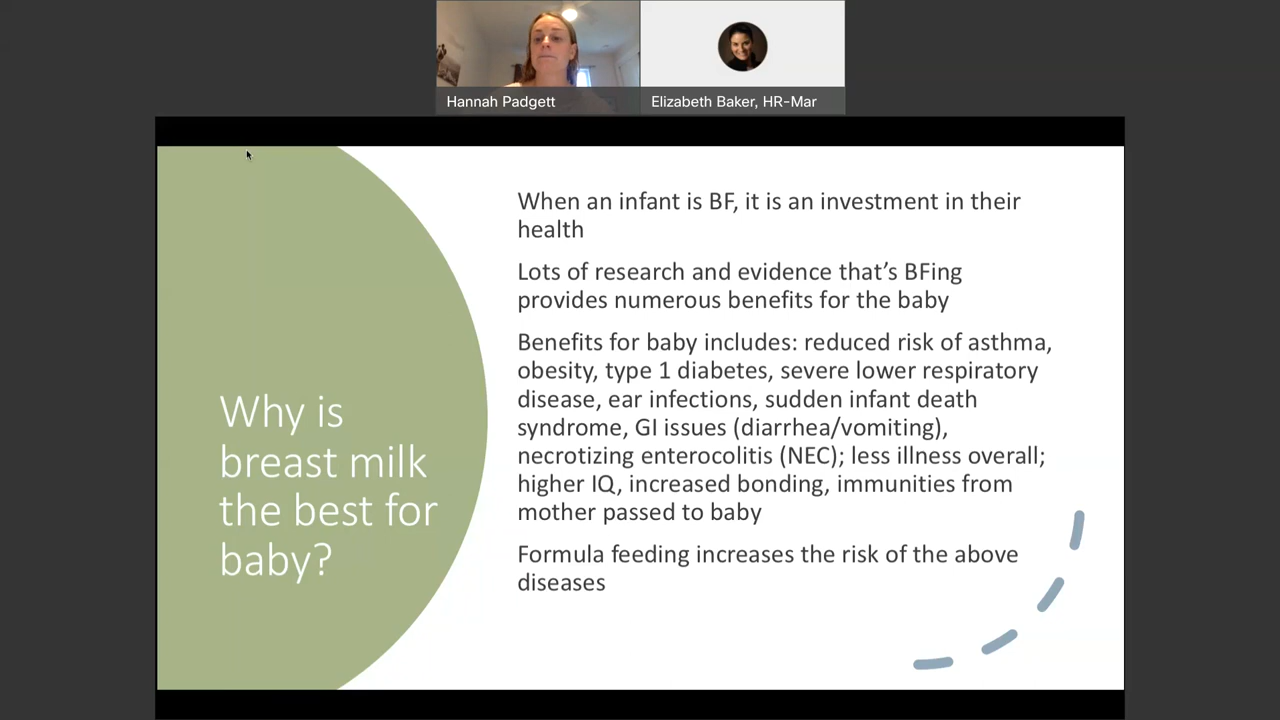 Hannah Padgett
Elizabeth Baker, HR-Mar
Why is
breast milk
the best for
baby?
When an infant is BF, it is an investment in their
health
Lots of research and evidence that’s BFing
provides numerous benefits for the baby
Benefits for baby includes: reduced risk of asthma,
obesity, type 1 diabetes, severe lower respiratory
disease, ear infections, sudden infant death
syndrome, GI issues (diarrhea/vomiting),
necrotizing enterocolitis (NEC); less illness overall;
higher IQ, increased bonding, immunities from
mother passed to baby
Formula feeding increases the risk of the above
diseases